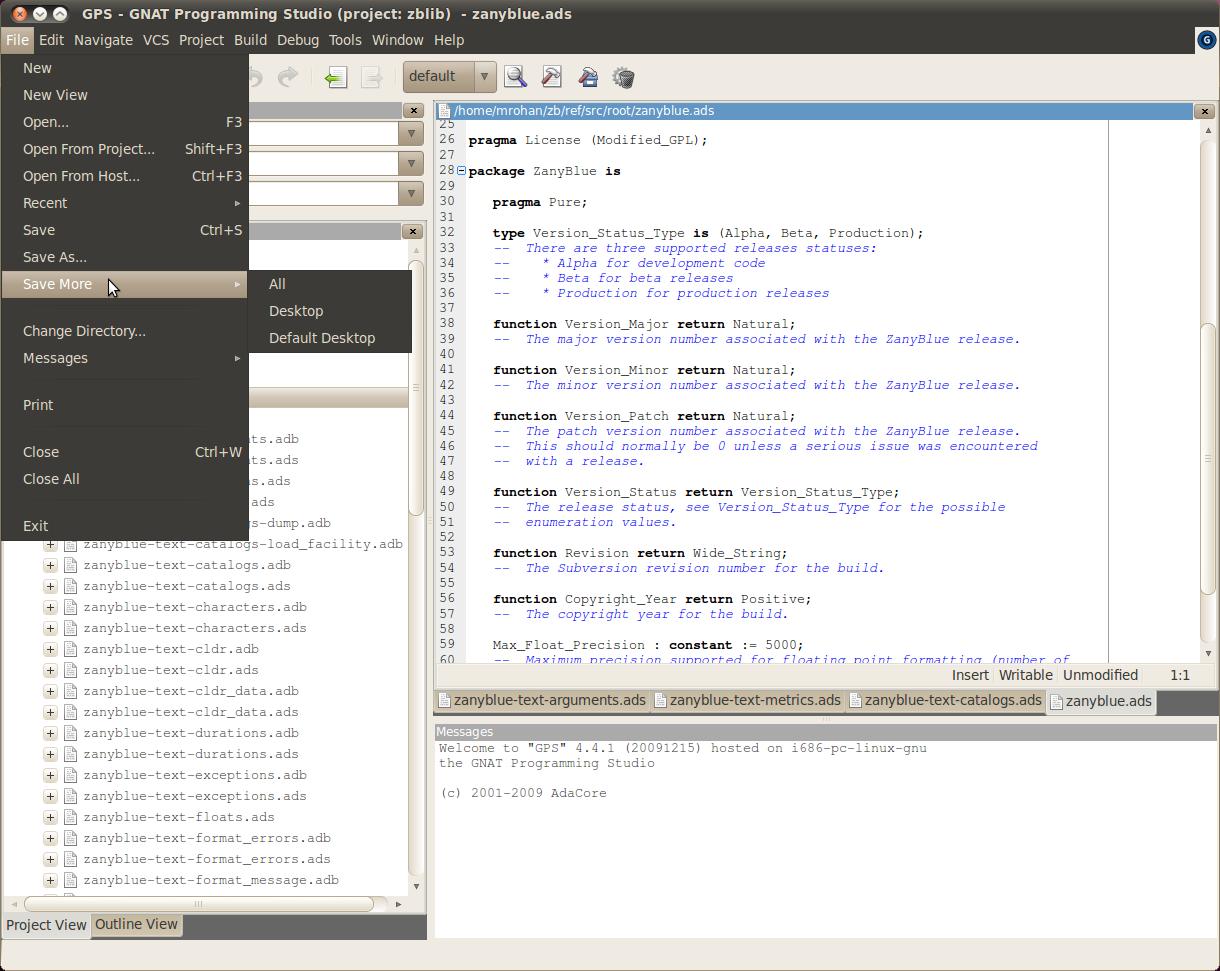 GPS - GNAT Programming Studio (project: zblib) - zanyblue.ads
File Edit Navigate VCS Project Build Debug Tools Window Help
New
New View
Open... F3
Open From Project... Shift+F3
Open From Host... Ctrl+F3
Recent
Save Ctrl+S
Save As...
Save More
Change Directory...
Messages
Print
Close Ctrl+W
Close All
Exit
All
Desktop
Default Desktop
default
ts.adb
ts.ads
s.ads
.ads
s-dump.adb
zanyblue-text-catalogs-load_facility.adb
zanyblue-text-catalogs.adb
zanyblue-text-catalogs.ads
zanyblue-text-characters.adb
zanyblue-text-characters.ads
zanyblue-text-cldr.adb
zanyblue-text-cldr.ads
zanyblue-text-cldr_data.adb
zanyblue-text-cldr_data.ads
zanyblue-text-durations.adb
zanyblue-text-durations.ads
zanyblue-text-exceptions.adb
zanyblue-text-exceptions.ads
zanyblue-text-floats.ads
zanyblue-text-format_errors.adb
zanyblue-text-format_errors.ads
zanyblue-text-format_message.adb
Project View Outline View
/home/mrohan/zb/ref/src/root/zanyblue.ads
25
26 pragma License (Modified_GPL);
27
28 package ZanyBlue is
29
30 pragma Pure;
31
32 type Version_Status_Type is (Alpha, Beta, Production);
33 -- There are three supported releases statuses:
34 -- * Alpha for development code
35 -- * Beta for beta releases
36 -- * Production for production releases
37
38 function Version_Major return Natural;
39 -- The major version number associated with the ZanyBlue release.
40
41 function Version_Minor return Natural;
42 -- The minor version number associated with the ZanyBlue release.
43
44 function Version_Patch return Natural;
45 -- The patch version number associated with the ZanyBlue release.
46 -- This should normally be 0 unless a serious issue was encountered
47 -- with a release.
48
49 function Version_Status return Version_Status_Type;
50 -- The release status, see Version_Status_Type for the possible
51 -- enumeration values.
52
53 function Revision return Wide_String;
54 -- The Subversion revision number for the build.
55
56 function Copyright_Year return Positive;
57 -- The copyright year for the build.
58
59 Max_Float_Precision : constant := 5000;
60 -- Maximum precision supported for floating point formatting (number of
Insert Writable Unmodified 1:1
zanyblue-text-arguments.ads zanyblue-text-metrics.ads zanyblue-text-catalogs.ads zanyblue.ads
Messages
Welcome to "GPS" 4.4.1 (20091215) hosted on i686-pc-linux-gnu
the GNAT Programming Studio
(c) 2001-2009 AdaCore